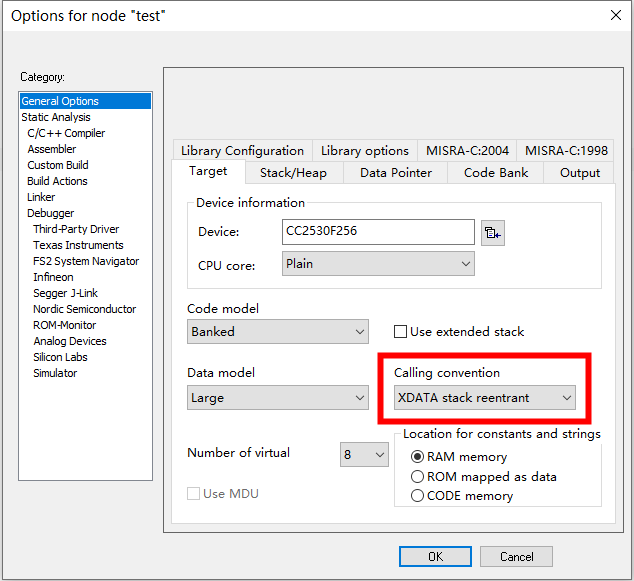 Options for node "test"
Category:
General Options
Static Analysis
C/C++ Compiler
Assembler
Custom Build
Build Actions
Linker
Debugger
Third-Party Driver
Texas Instruments
FS2 System Navigator
Infineon
Segger J-Link
Nordic Semiconductor
ROM-Monitor
Analog Devices
Silicon Labs
Simulator
Library Configuration Library options MISRA-C:2004 MISRA-C:1998
Target Stack/Heap Data Pointer Code Bank Output
Device information
Device: CC2530F256
CPU core: Plain
Code model
Banked Use extended stack
Data model Calling convention
Large XDATA stack reentrant
Number of virtual 8
Use MDU
Location for constants and strings
RAM memory
ROM mapped as data
CODE memory
OK Cancel